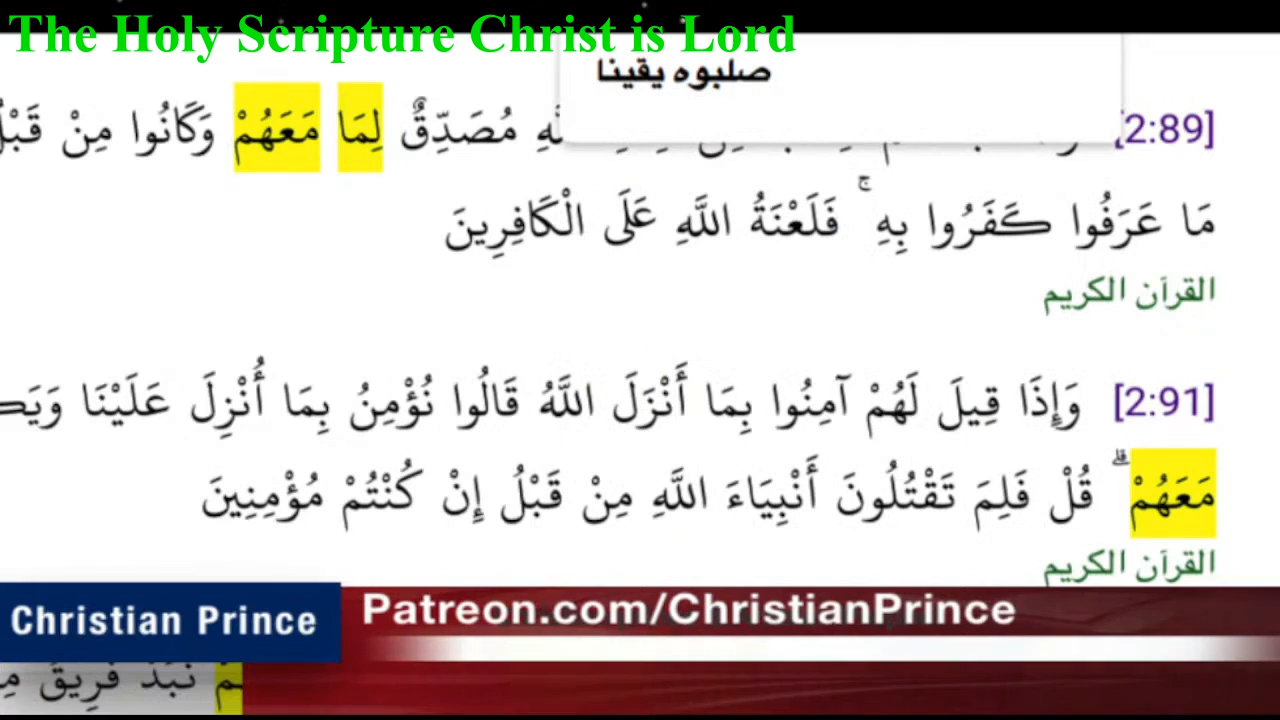 The Holy Scripture Christ is Lord
صلبوه يقينا
[2:89] مُصَدِّقٌ لِمَا مَعَهُمْ وَكَانُوا مِنْ
مَا عَرَفُوا كَفَرُوا بِهِ ۚ فَلَعْنَةُ اللَّهِ عَلَى الْكَافِرِينَ
القرآن الكريم
[2:91] وَإِذَا قِيلَ لَهُمْ آمِنُوا بِمَا أَنْزَلَ اللَّهُ قَالُوا نُؤْمِنُ بِمَا أُنْزِلَ عَلَيْنَا
مَعَهُمْ ۗ قُلْ فَلِمَ تَقْتُلُونَ أَنْبِيَاءَ اللَّهِ مِنْ قَبْلُ إِنْ كُنْتُمْ مُؤْمِنِينَ
القرآن الكريم
Christian Prince
Patreon.com/ChristianPrince
نَبَذَ فَرِيقٌ